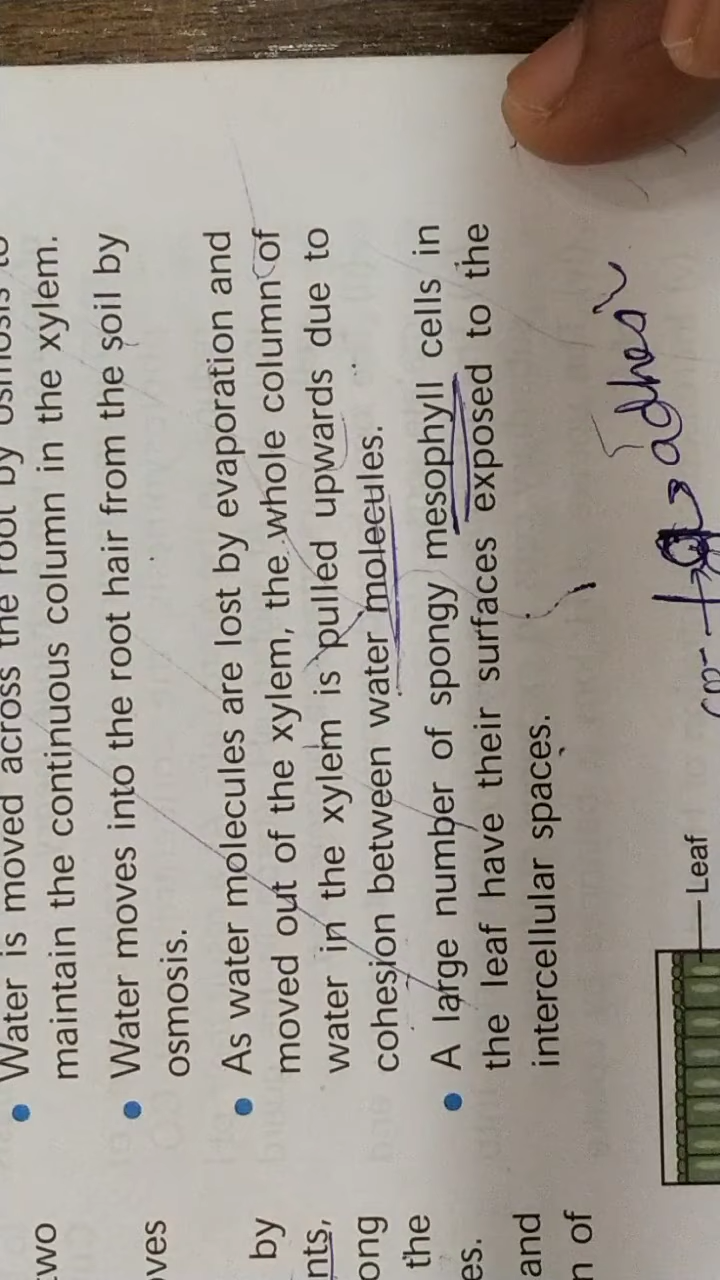 Water is moved across the root by osmosis to
maintain the continuous column in the xylem.
Water moves into the root hair from the soil by
osmosis.
As water molecules are lost by evaporation and
moved out of the xylem, the whole column of
water in the xylem is pulled upwards due to
cohesion between water molecules.
A large number of spongy mesophyll cells in
the leaf have their surfaces exposed to the
intercellular spaces.
Leaf
two
oves
by
nts,
ong
the
es.
and
n of